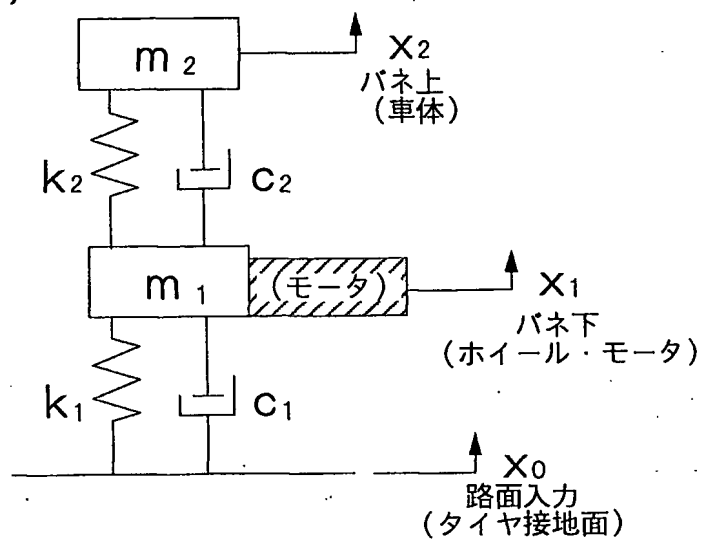 m2
X2
バネ上
(車体)
k2
C2
m1
(モータ)
X1
バネ下
(ホイール・モータ)
k1
C1
X0
路面入力
(タイヤ接地面)